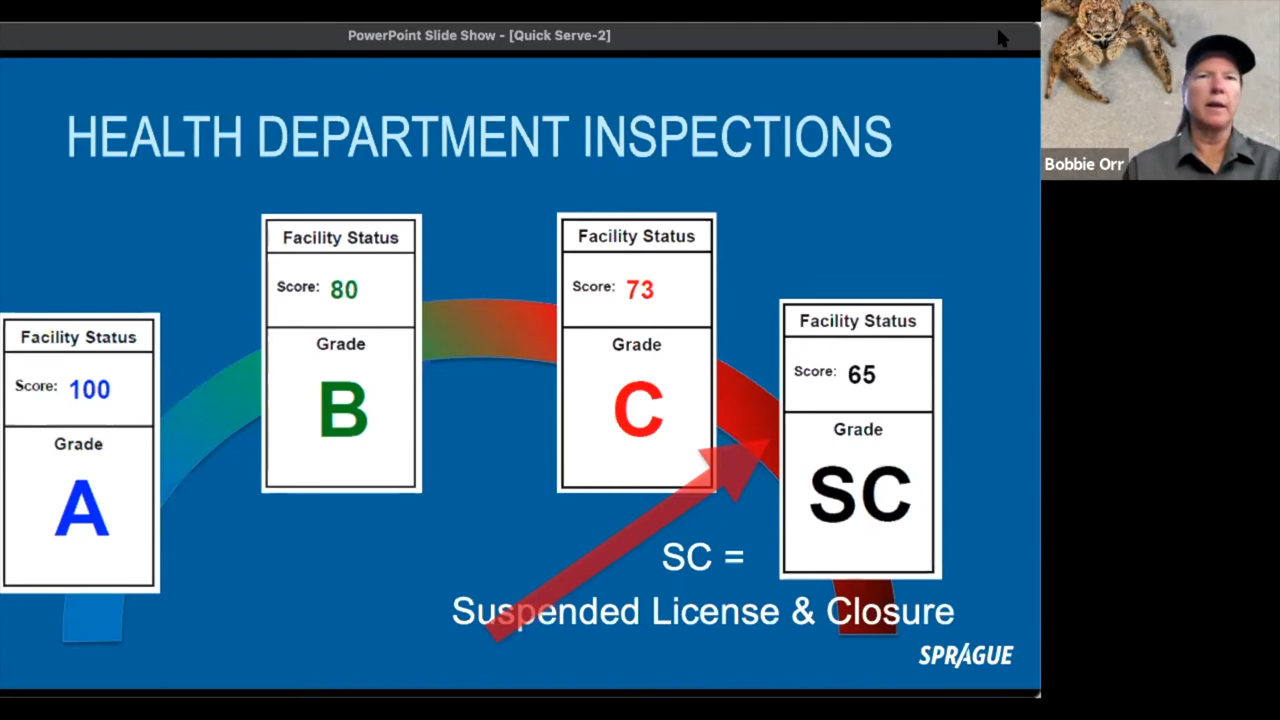 PowerPoint Slide Show - [Quick Serve-2]
HEALTH DEPARTMENT INSPECTIONS
Facility Status
Score: 100
Grade
A
Facility Status
Score: 80
Grade
B
Facility Status
Score: 73
Grade
C
Facility Status
Score: 65
Grade
SC
SC =
Suspended License & Closure
SPRAGUE
Bobbie Orr